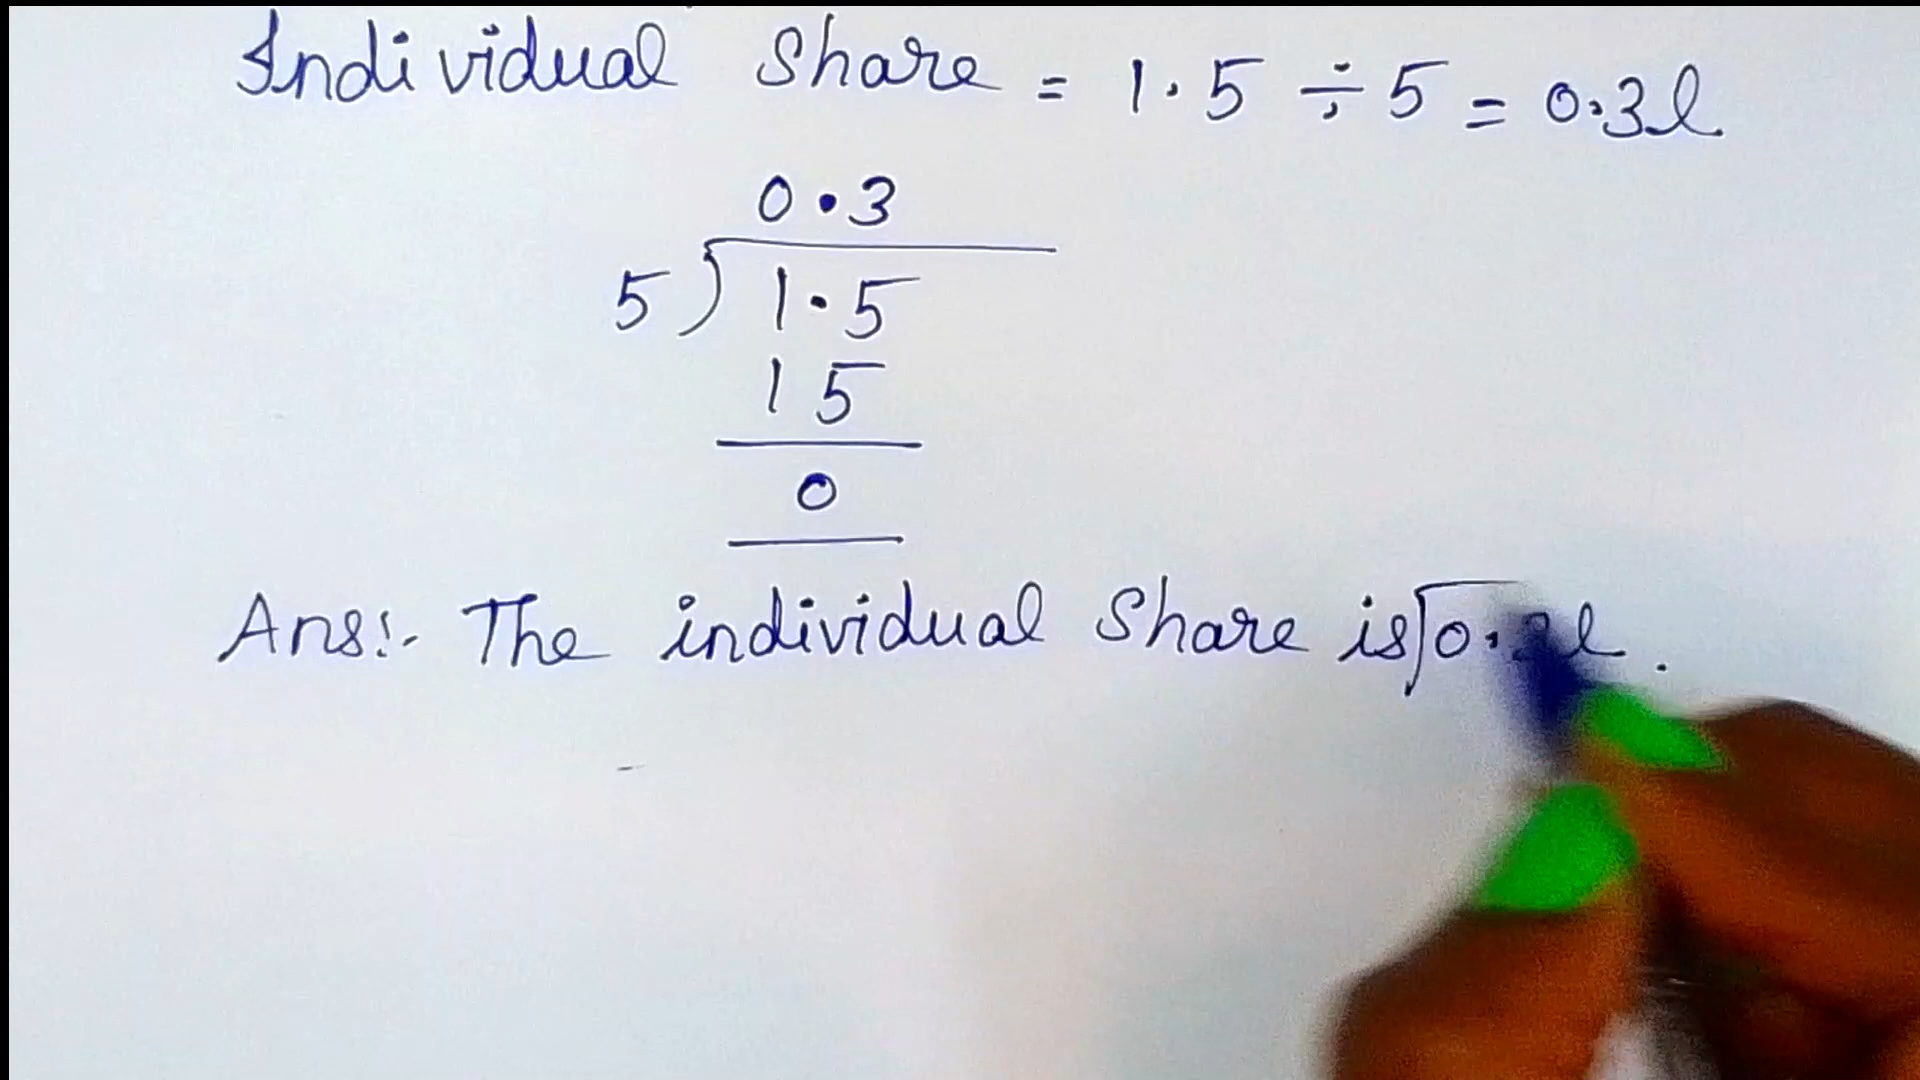 Individual Share = 1.5 ÷ 5 = 0.3l
0.3
5) 1.5
15
0
Ans:- The individual Share is 0.3l.